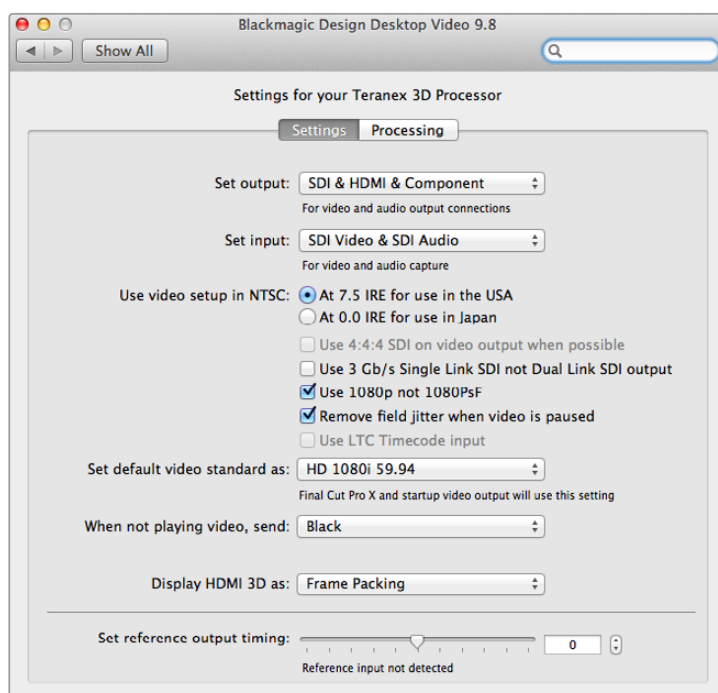 Blackmagic Design Desktop Video 9.8
Show All
Settings for your Teranex 3D Processor
Settings Processing
Set output: SDI & HDMI & Component
For video and audio output connections
Set input: SDI Video & SDI Audio
For video and audio capture
Use video setup in NTSC: At 7.5 IRE for use in the USA
At 0.0 IRE for use in Japan
Use 4:4:4 SDI on video output when possible
Use 3 Gb/s Single Link SDI not Dual Link SDI output
Use 1080p not 1080PsF
Remove field jitter when video is paused
Use LTC Timecode input
Set default video standard as: HD 1080i 59.94
Final Cut Pro X and startup video output will use this setting
When not playing video, send: Black
Display HDMI 3D as: Frame Packing
Set reference output timing: 0
Reference input not detected